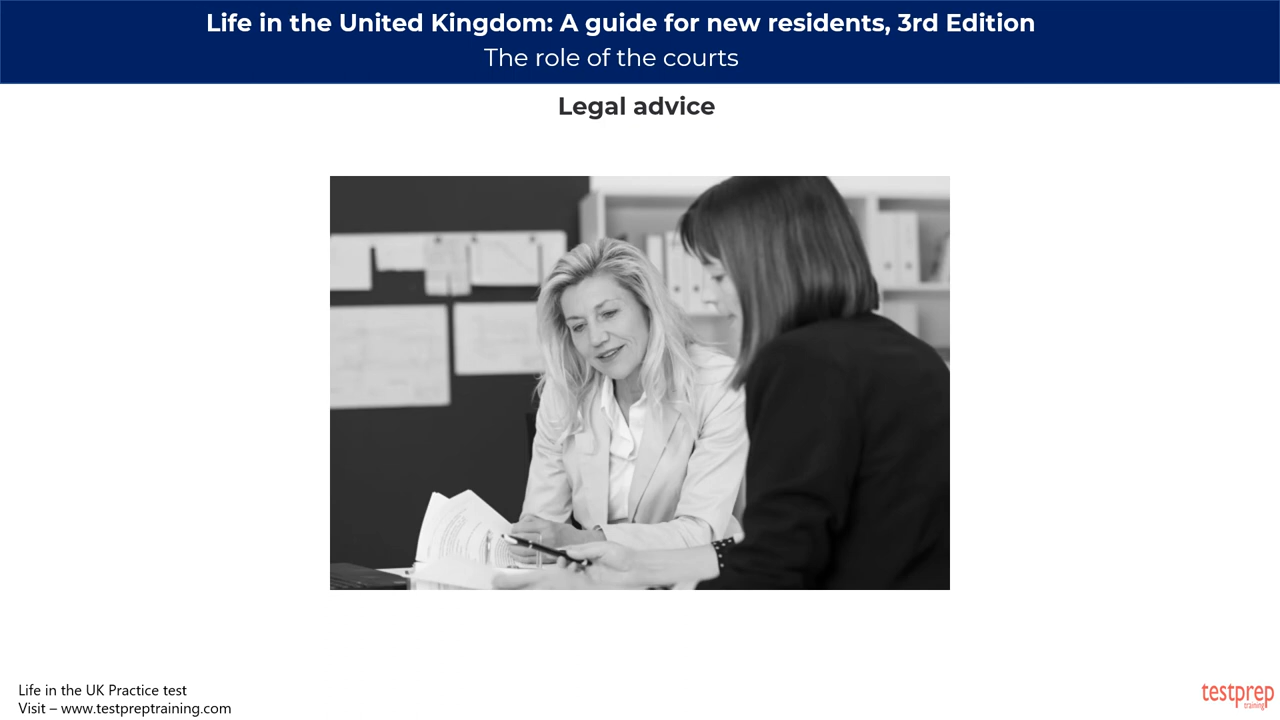 Life in the United Kingdom: A guide for new residents, 3rd Edition
The role of the courts
Legal advice
Life in the UK Practice test
Visit – www.testpreptraining.com
testprep
training